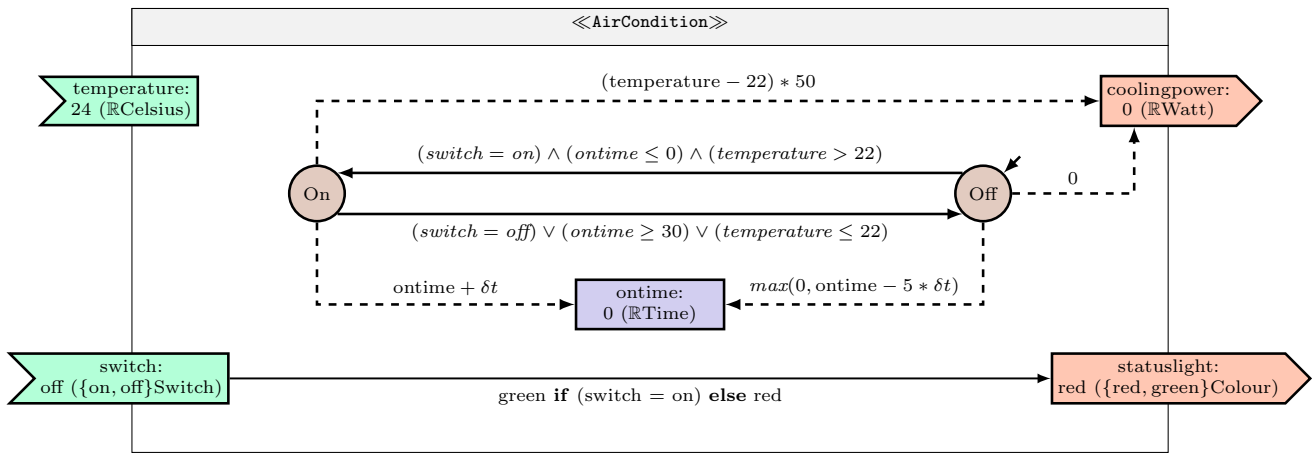 ≪AirCondition≫
temperature:
24 (ℝCelsius)
(temperature − 22) ∗ 50
coolingpower:
0 (ℝWatt)
(switch = on) ∧ (ontime ≤ 0) ∧ (temperature > 22)
On
Off
0
(switch = off) ∨ (ontime ≥ 30) ∨ (temperature ≤ 22)
ontime + δt
ontime:
0 (ℝTime)
max(0, ontime − 5 ∗ δt)
switch:
off ({on, off}Switch)
green if (switch = on) else red
statuslight:
red ({red, green}Colour)